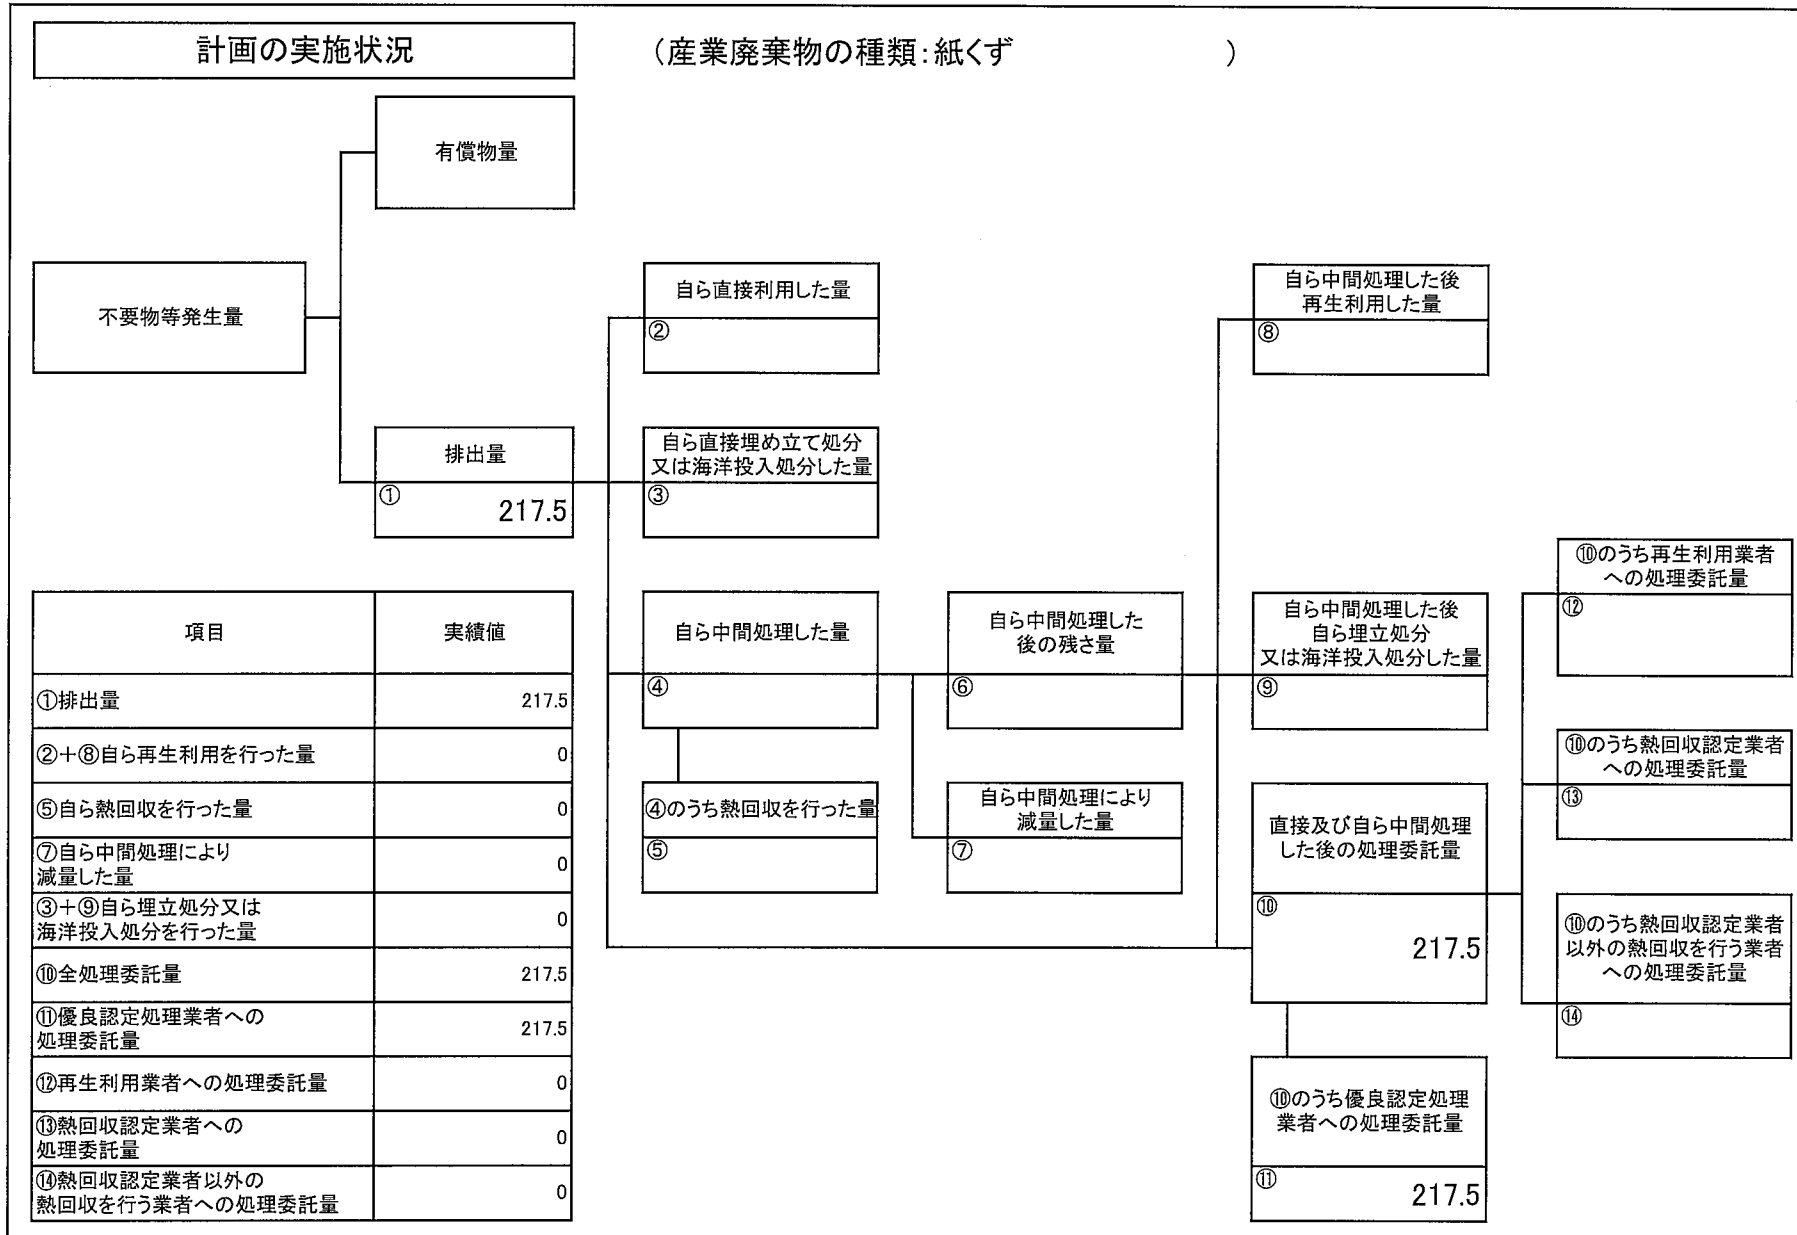 計画の実施状況
（産業廃棄物の種類：紙くず　　　　　　　）
有償物量
不要物等発生量
排出量
①
217.5
自ら直接利用した量
②
自ら直接埋め立て処分
又は海洋投入処分した量
③
自ら中間処理した量
④
④のうち熱回収を行った量
⑤
自ら中間処理した
後の残さ量
⑥
自ら中間処理により
減量した量
⑦
自ら中間処理した後
再生利用した量
⑧
自ら中間処理した後
自ら埋立処分
又は海洋投入処分した量
⑨
直接及び自ら中間処理
した後の処理委託量
⑩
217.5
⑩のうち優良認定処理
業者への処理委託量
⑪
217.5
⑩のうち再生利用業者
への処理委託量
⑫
⑩のうち熱回収認定業者
への処理委託量
⑬
⑩のうち熱回収認定業者
以外の熱回収を行う業者
への処理委託量
⑭
項目 実績値
①排出量 217.5
②＋⑧自ら再生利用を行った量 0
⑤自ら熱回収を行った量 0
⑦自ら中間処理により
減量した量 0
③＋⑨自ら埋立処分又は
海洋投入処分を行った量 0
⑩全処理委託量 217.5
⑪優良認定処理業者への
処理委託量 217.5
⑫再生利用業者への処理委託量 0
⑬熱回収認定業者への
処理委託量 0
⑭熱回収認定業者以外の
熱回収を行う業者への処理委託量 0